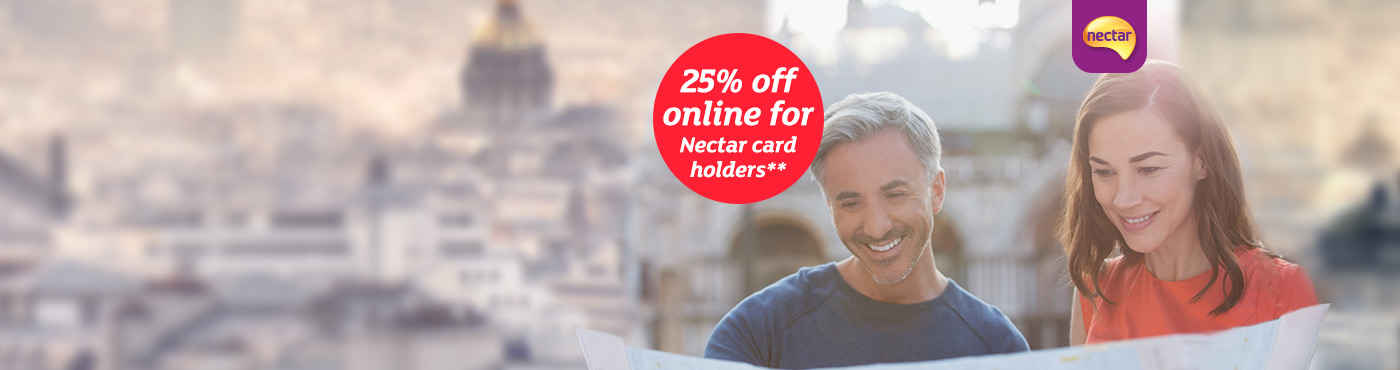 25% off
online for
Nectar card
holders**
nectar